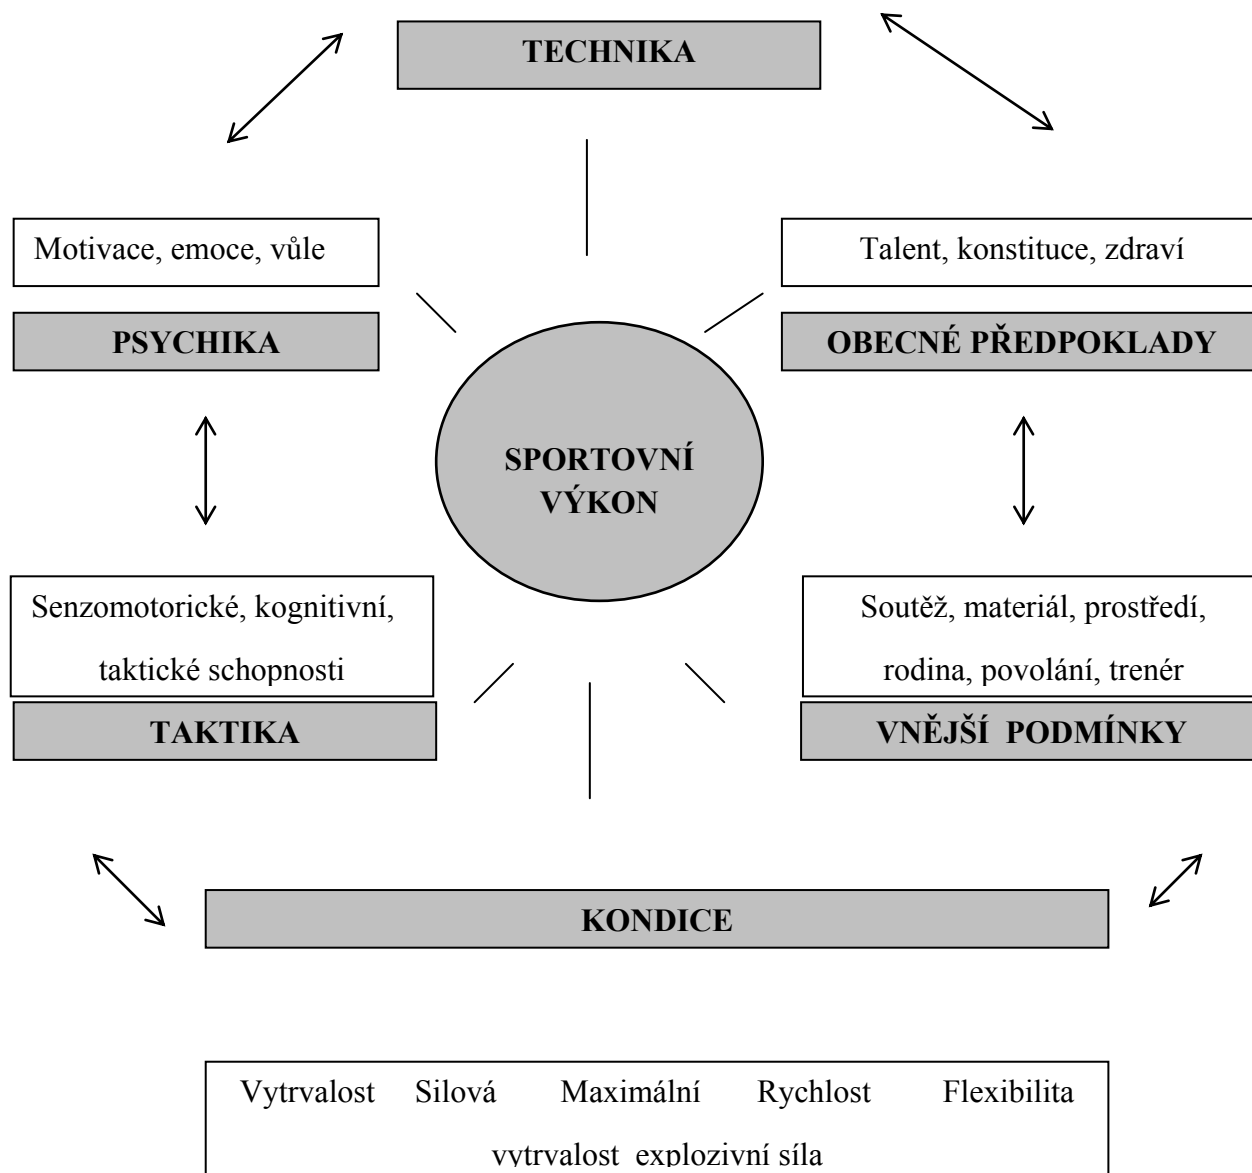 TECHNIKA
Motivace, emoce, vůle
PSYCHIKA
Talent, konstituce, zdraví
OBECNÉ PŘEDPOKLADY
SPORTOVNÍ
VÝKON
Senzomotorické, kognitivní,
taktické schopnosti
TAKTIKA
Soutěž, materiál, prostředí,
rodina, povolání, trenér
VNĚJŠÍ PODMÍNKY
KONDICE
Vytrvalost Silová Maximální Rychlost Flexibilita
vytrvalost explozivní síla